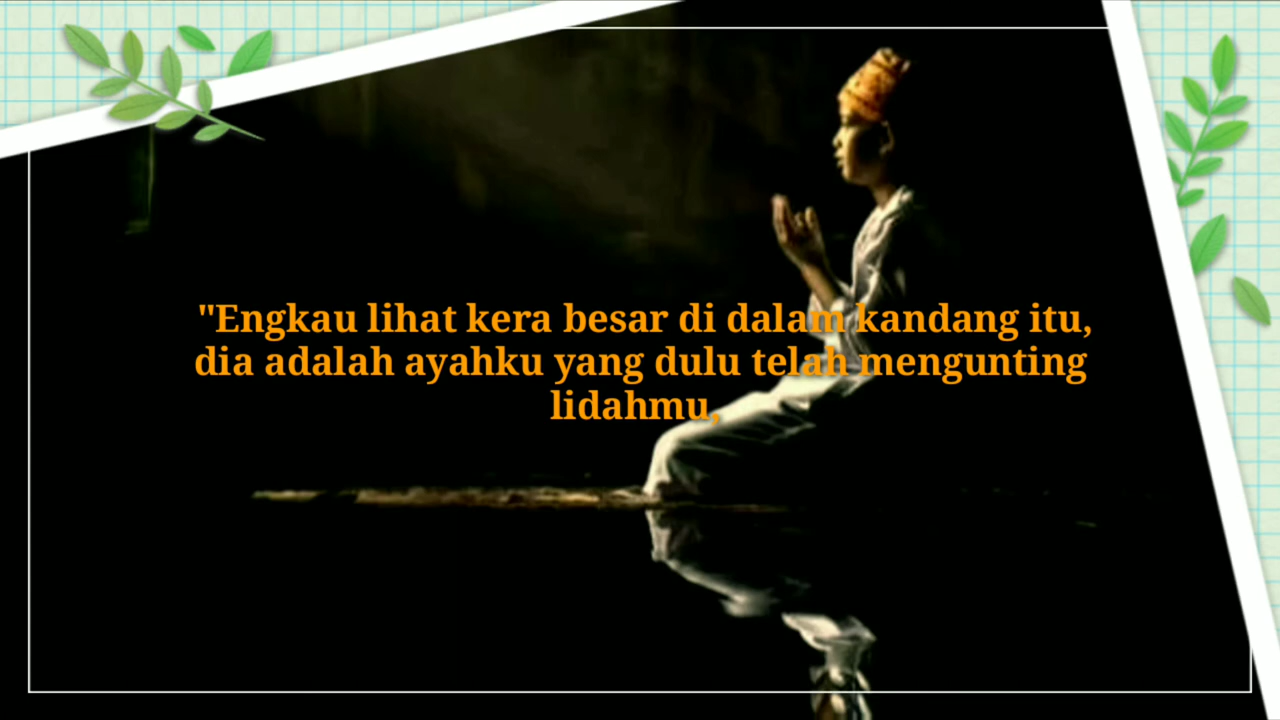 "Engkau lihat kera besar di dalam kandang itu,
dia adalah ayahku yang dulu telah mengunting
lidahmu,